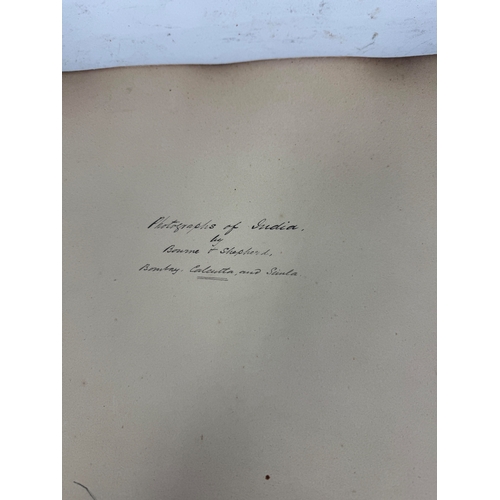 Photographs of India.
by
Bourne & Shepherd.
Bombay. Calcutta, and Simla